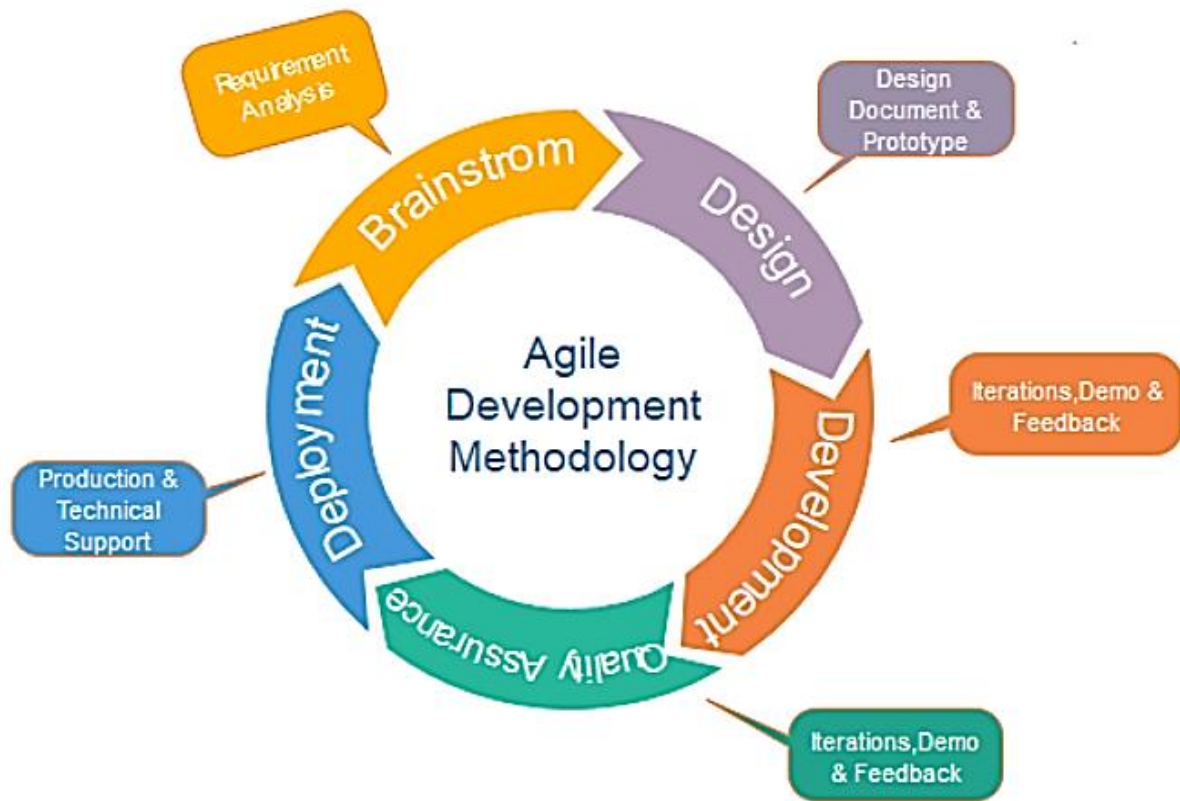 Requirement
Analysis
Brainstrom
Design
Document &
Prototype
Design
Iterations,Demo &
Feedback
Development
Iterations,Demo
& Feedback
Quality Assurance
Production &
Technical
Support
Deployment
Agile
Development
Methodology